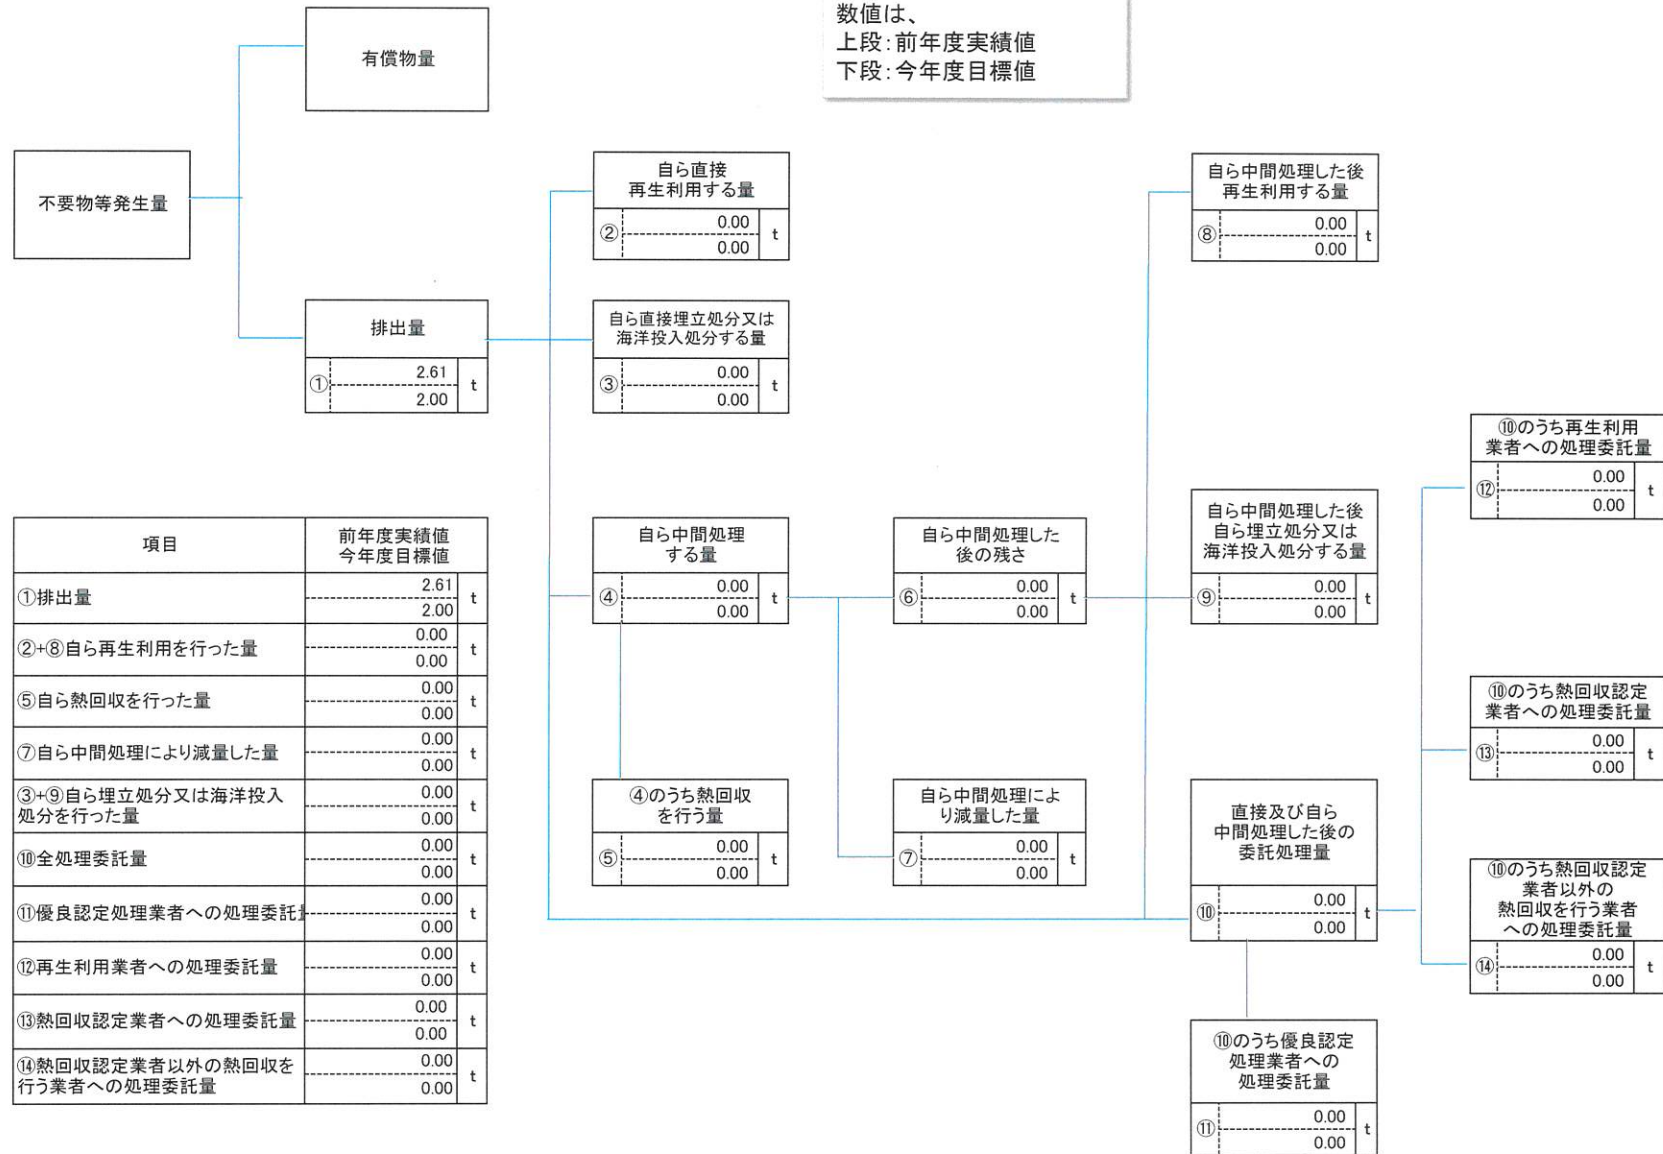 数値は、
上段:前年度実績値
下段:今年度目標値
有償物量
不要物等発生量
排出量
①
2.61
2.00
t
自ら直接
再生利用する量
②
0.00
0.00
t
自ら直接埋立処分又は
海洋投入処分する量
③
0.00
0.00
t
自ら中間処理
する量
④
0.00
0.00
t
④のうち熱回収
を行う量
⑤
0.00
0.00
t
自ら中間処理した
後の残さ
⑥
0.00
0.00
t
自ら中間処理によ
り減量した量
⑦
0.00
0.00
t
自ら中間処理した後
再生利用する量
⑧
0.00
0.00
t
自ら中間処理した後
自ら埋立処分又は
海洋投入処分する量
⑨
0.00
0.00
t
直接及び自ら
中間処理した後の
委託処理量
⑩
0.00
0.00
t
⑩のうち優良認定
処理業者への
処理委託量
⑪
0.00
0.00
t
⑩のうち再生利用
業者への処理委託量
⑫
0.00
0.00
t
⑩のうち熱回収認定
業者への処理委託量
⑬
0.00
0.00
t
⑩のうち熱回収認定
業者以外の
熱回収を行う業者
への処理委託量
⑭
0.00
0.00
t
項目
前年度実績値
今年度目標値
①排出量
2.61
2.00
t
②+⑧自ら再生利用を行った量
0.00
0.00
t
⑤自ら熱回収を行った量
0.00
0.00
t
⑦自ら中間処理により減量した量
0.00
0.00
t
③+⑨自ら埋立処分又は海洋投入
処分を行った量
0.00
0.00
t
⑩全処理委託量
0.00
0.00
t
⑪優良認定処理業者への処理委託
0.00
0.00
t
⑫再生利用業者への処理委託量
0.00
0.00
t
⑬熱回収認定業者への処理委託量
0.00
0.00
t
⑭熱回収認定業者以外の熱回収を
行う業者への処理委託量
0.00
0.00
t